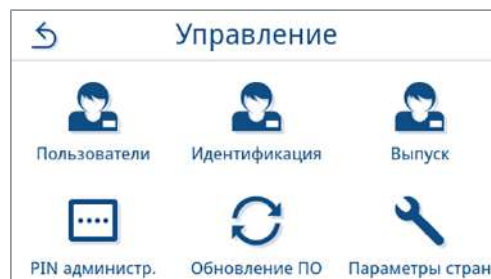 Управление
Пользователи Идентификация Выпуск
PIN администр. Обновление ПО Параметры стран